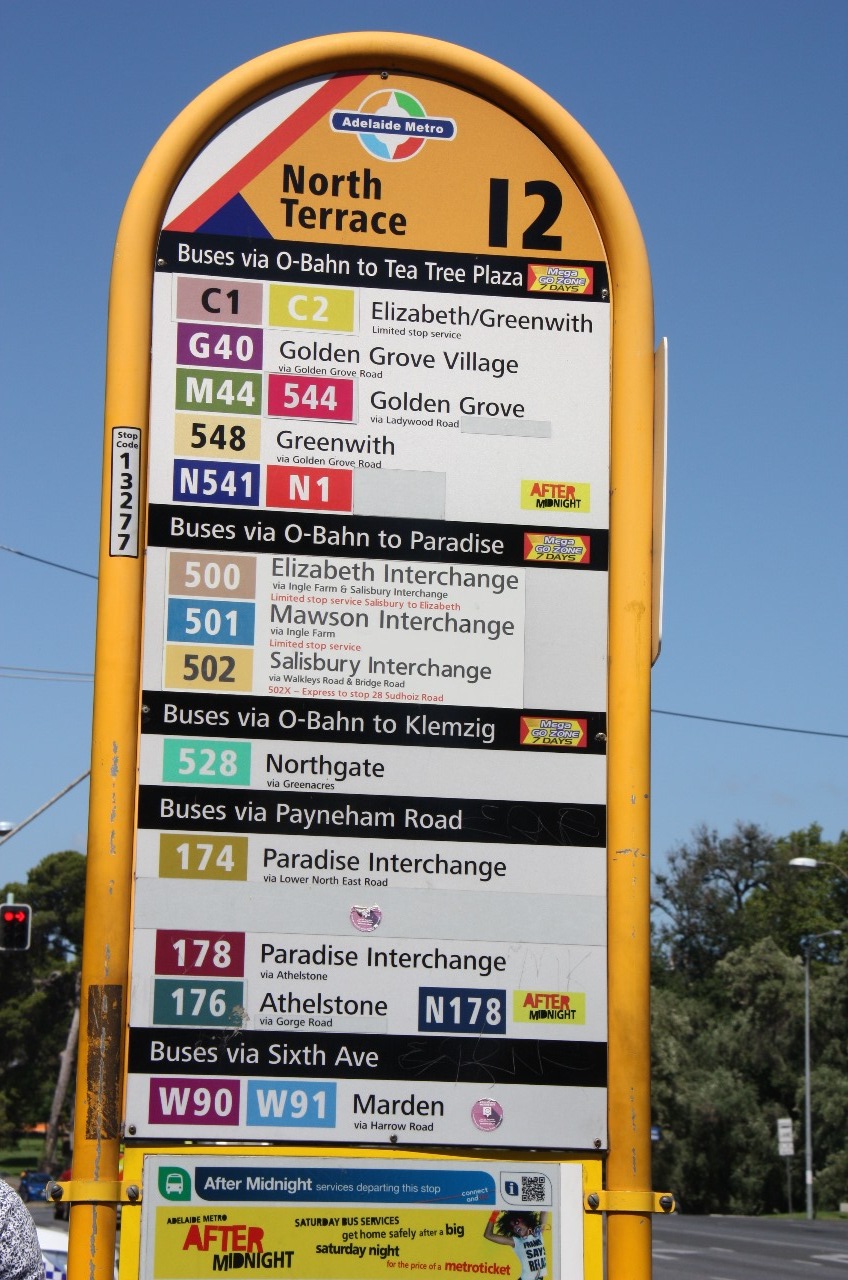 Adelaide Metro
North
Terrace
12
Buses via O-Bahn to Tea Tree Plaza Mega GO ZONE 7 DAYS
C1 C2 Elizabeth/Greenwith
Limited stop service
G40 Golden Grove Village
via Golden Grove Road
M44 544 Golden Grove
via Ladywood Road
548 Greenwith
via Golden Grove Road
N541 N1 AFTER MIDNIGHT
Stop
Code
13277
Buses via O-Bahn to Paradise Mega GO ZONE 7 DAYS
500 Elizabeth Interchange
via Ingle Farm & Salisbury Interchange
Limited stop service Salisbury to Elizabeth
501 Mawson Interchange
via Ingle Farm
Limited stop service
502 Salisbury Interchange
via Walkleys Road & Bridge Road
502X – Express to stop 28 Sudholz Road
Buses via O-Bahn to Klemzig Mega GO ZONE 7 DAYS
528 Northgate
via Greenacres
Buses via Payneham Road
174 Paradise Interchange
via Lower North East Road
178 Paradise Interchange
via Athelstone
176 Athelstone N178 AFTER MIDNIGHT
via Gorge Road
Buses via Sixth Ave
W90 W91 Marden
via Harrow Road
After Midnight services departing this stop
connect
and
ADELAIDE METRO
AFTER
MIDNIGHT
SATURDAY BUS SERVICES
get home safely after a big
saturday night
for the price of a metroticket
FRANKIE
SAYS
RELAX